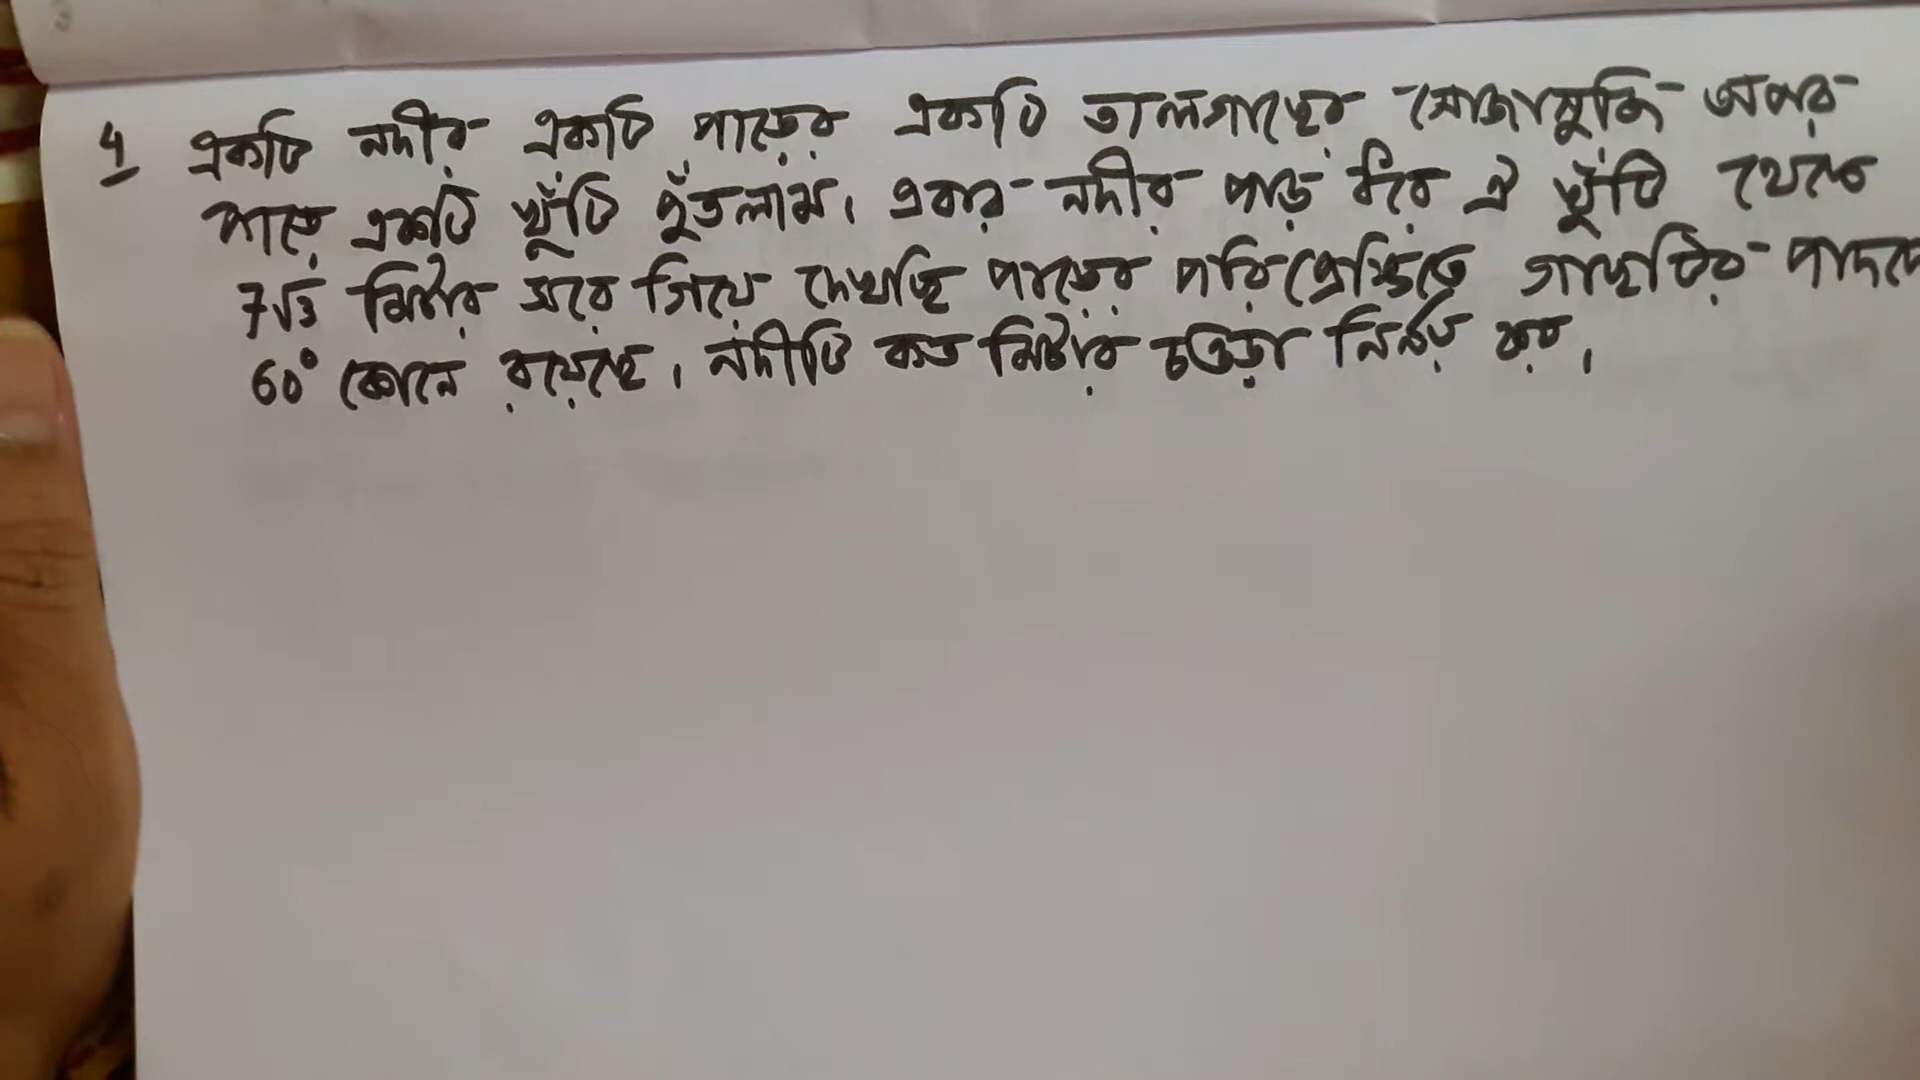 4 একটি নদীর একটি পাড়ের একটি তালগাছের সোজাসুজি অপর
পাড়ে একটি খুঁটি পুঁতলাম। এবার নদীর পাড় ধরে ঐ খুঁটি থেকে
7√3 মিটার সরে গিয়ে দেখছি পাড়ের পরিপ্রেক্ষিতে গাছটির পাদদে
60° কোনে রয়েছে। নদীটি কত মিটার চওড়া নির্ণয় কর।